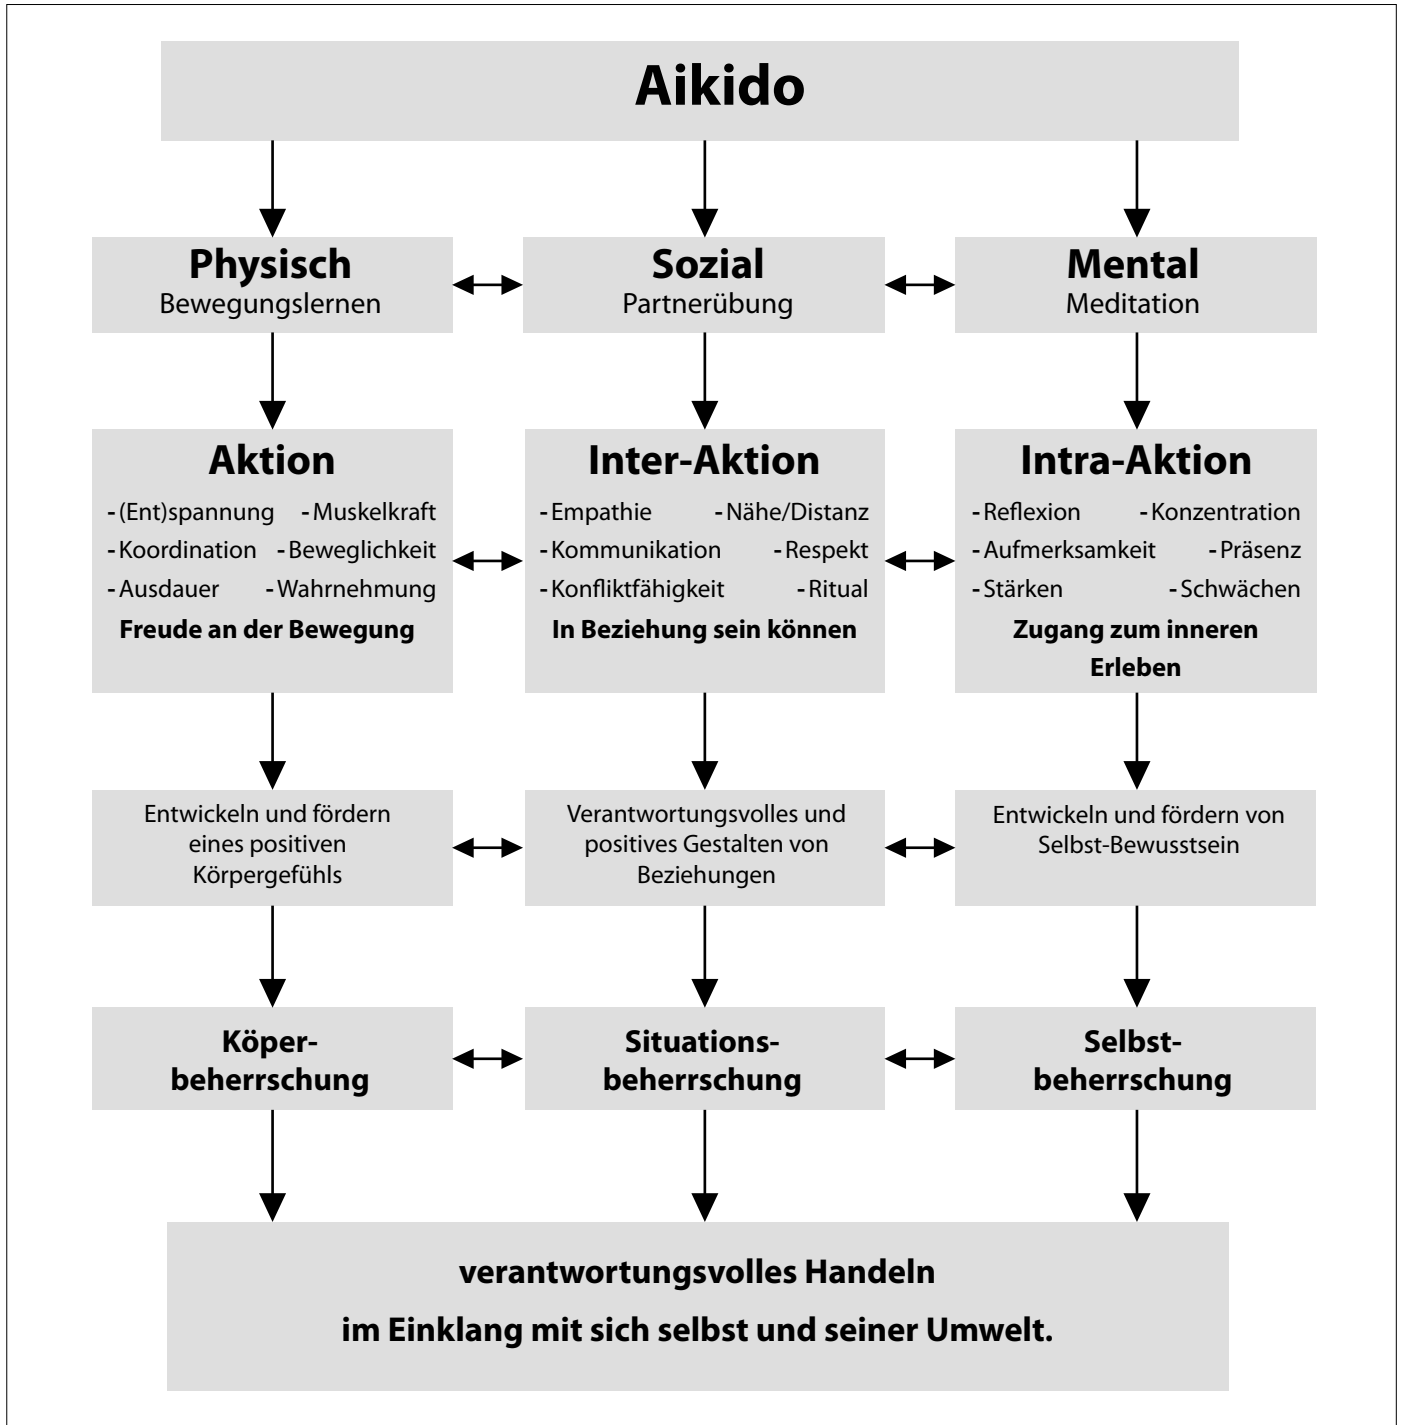 Aikido
Physisch
Bewegungslernen
Sozial
Partnerübung
Mental
Meditation
Aktion
-(Ent)spannung -Muskelkraft
-Koordination -Beweglichkeit
-Ausdauer -Wahrnehmung
Freude an der Bewegung
Inter-Aktion
-Empathie -Nähe/Distanz
-Kommunikation -Respekt
-Konfliktfähigkeit -Ritual
In Beziehung sein können
Intra-Aktion
-Reflexion -Konzentration
-Aufmerksamkeit -Präsenz
-Stärken -Schwächen
Zugang zum inneren
Erleben
Entwickeln und fördern
eines positiven
Körpergefühls
Verantwortungsvolles und
positives Gestalten von
Beziehungen
Entwickeln und fördern von
Selbst-Bewusstsein
Köper-
beherrschung
Situations-
beherrschung
Selbst-
beherrschung
verantwortungsvolles Handeln
im Einklang mit sich selbst und seiner Umwelt.